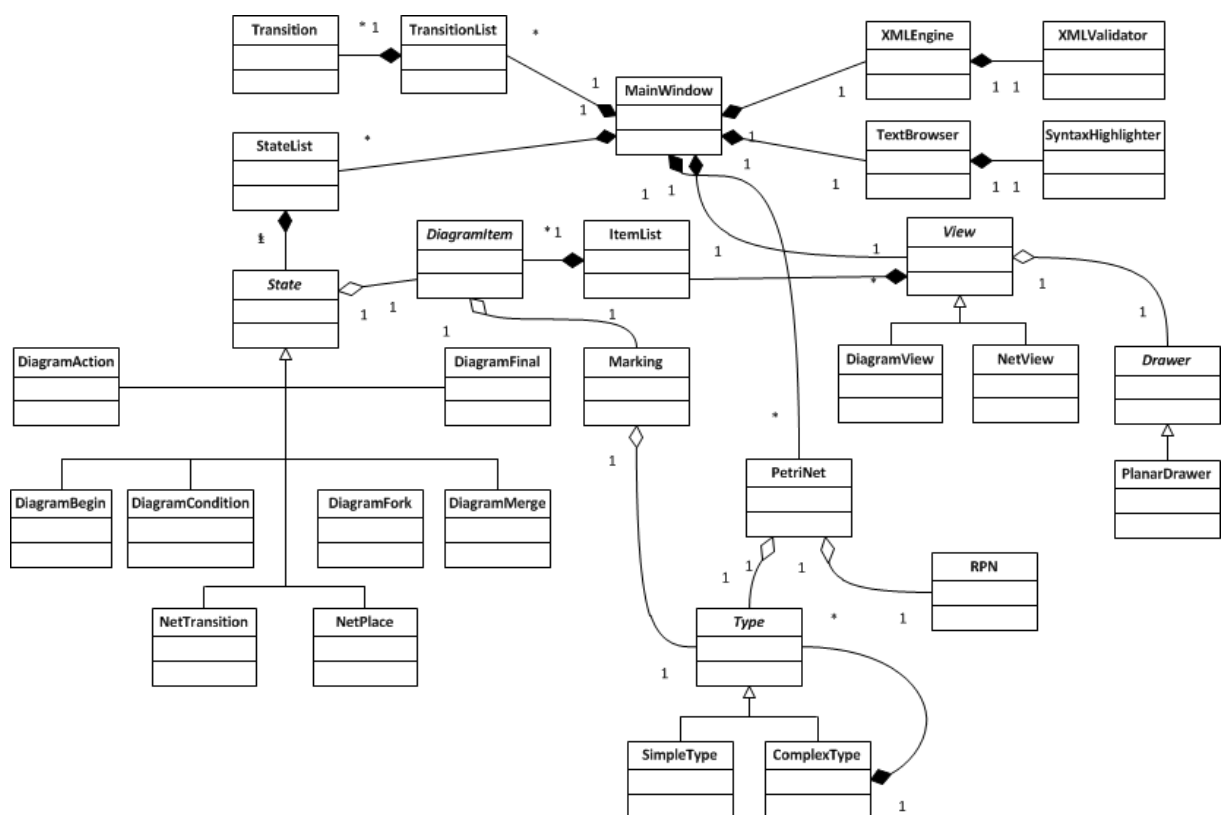 Transition
* 1
TransitionList
*
XMLEngine
XMLValidator
MainWindow
1
1
1
1 1
StateList
*
TextBrowser
SyntaxHighlighter
1
1
1
1
1
1 1
1
DiagramItem
* 1
ItemList
View
1
1
State
1
1
*
1
1
1
1
1
DiagramAction
DiagramFinal
Marking
DiagramView
NetView
Drawer
*
1
PetriNet
PlanarDrawer
DiagramBegin
DiagramCondition
DiagramFork
DiagramMerge
1
1
1
RPN
NetTransition
NetPlace
Type
*
1
1
SimpleType
ComplexType
1